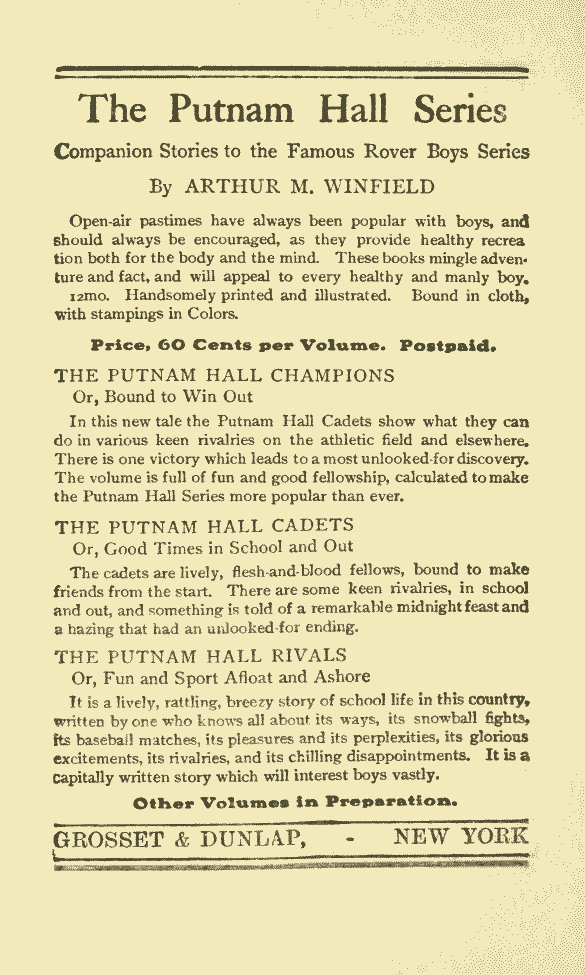 The Putnam Hall Series
Companion Stories to the Famous Rover Boys Series
By ARTHUR M. WINFIELD
Open-air pastimes have always been popular with boys, and
should always be encouraged, as they provide healthy recrea
tion both for the body and the mind. These books mingle adven-
ture and fact, and will appeal to every healthy and manly boy.
12mo. Handsomely printed and illustrated. Bound in cloth,
with stampings in Colors.
Price, 60 Cents per Volume. Postpaid.
THE PUTNAM HALL CHAMPIONS
Or, Bound to Win Out
In this new tale the Putnam Hall Cadets show what they can
do in various keen rivalries on the athletic field and elsewhere.
There is one victory which leads to a most unlooked-for discovery.
The volume is full of fun and good fellowship, calculated to make
the Putnam Hall Series more popular than ever.
THE PUTNAM HALL CADETS
Or, Good Times in School and Out
The cadets are lively, flesh-and-blood fellows, bound to make
friends from the start. There are some keen rivalries, in school
and out, and something is told of a remarkable midnight feast and
a hazing that had an unlooked-for ending.
THE PUTNAM HALL RIVALS
Or, Fun and Sport Afloat and Ashore
It is a lively, rattling, breezy story of school life in this country,
written by one who knows all about its ways, its snowball fights,
its baseball matches, its pleasures and its perplexities, its glorious
excitements, its rivalries, and its chilling disappointments. It is a
capitally written story which will interest boys vastly.
Other Volumes in Preparation.
GROSSET & DUNLAP, - NEW YORK